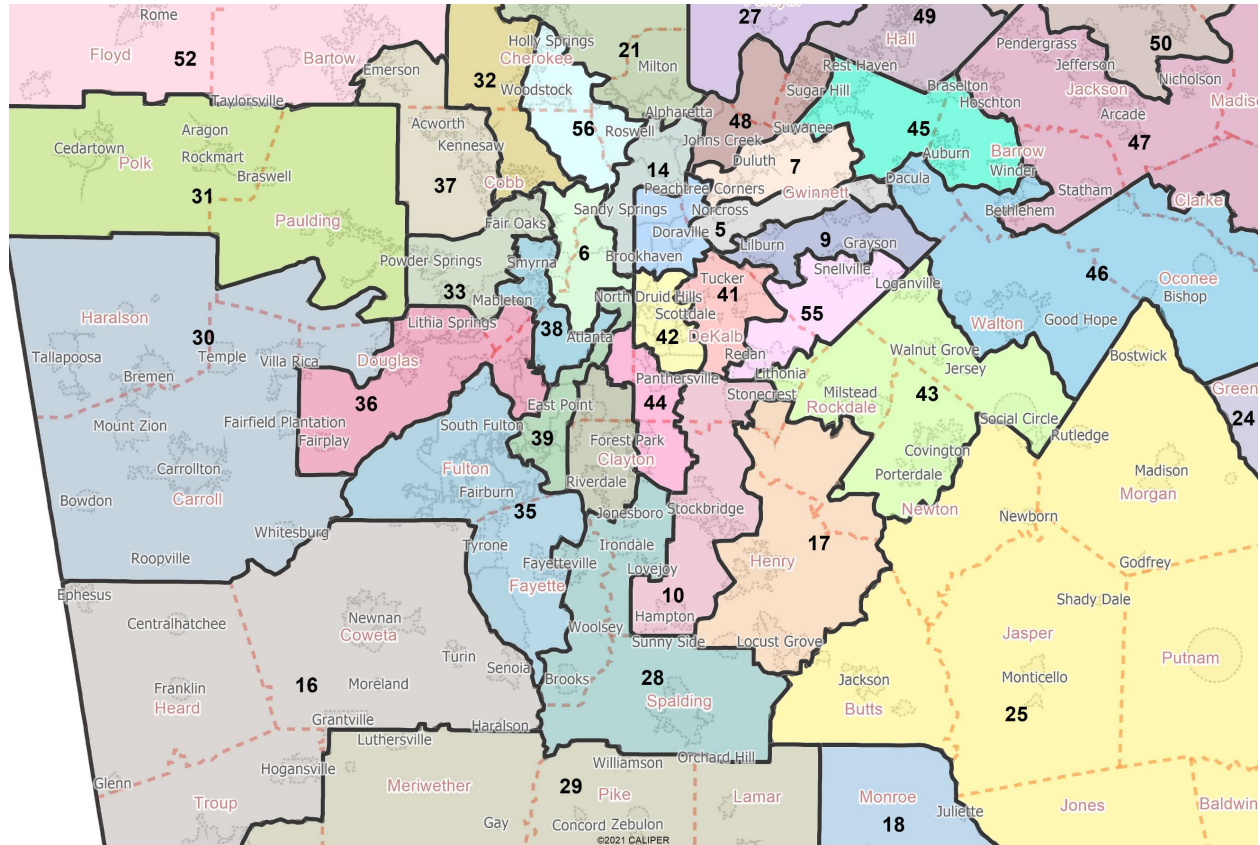 27
49
Rome
Holly Springs
21
Hall
Pendergrass
50
Floyd
52
Bartow
Cherokee
Milton
Rest Haven
Jefferson
Emerson
32
Woodstock
Sugar Hill
Braselton
Jackson
Nicholson
Taylorsville
Hoschton
Madis
Alpharetta
48
Arcade
Aragon
Acworth
56
Roswell
Suwanee
45
47
Cedartown
Polk
Rockmart
Kennesaw
Johns Creek
Auburn
Barrow
Braswell
37
14
Duluth
7
Winder
31
Cobb
Peachtree Corners
Gwinnett
Dacula
Statham
Paulding
Fair Oaks
Sandy Springs
Norcross
Bethlehem
Clarke
Doraville
5
Lilburn
9
Grayson
Powder Springs
Smyrna
6
Brookhaven
Snellville
46
Oconee
33
Mableton
North Druid Hills
Tucker
41
Loganville
Bishop
Haralson
Lithia Springs
Scottdale
55
Walton
Good Hope
30
38
Atlanta
42
DeKalb
Tallapoosa
Temple
Villa Rica
Douglas
Redan
Walnut Grove
Bostwick
Bremen
Panthersville
Lithonia
Jersey
36
East Point
44
Stonecrest
Milstead
43
Green
Mount Zion
Fairfield Plantation
South Fulton
Rockdale
Social Circle
24
Fairplay
39
Forest Park
Rutledge
Clayton
Covington
Carrollton
Fulton
Riverdale
Porterdale
Madison
Bowdon
Carroll
Fairburn
Morgan
35
Jonesboro
Stockbridge
Newton
Newborn
Whitesburg
Tyrone
Irondale
17
Roopville
Fayetteville
Lovejoy
Henry
Godfrey
Ephesus
Fayette
10
Shady Dale
Centralhatchee
Newnan
Hampton
Coweta
Woolsey
Jasper
Sunny Side
Locust Grove
Turin
Senoia
Putnam
Franklin
16
Moreland
Brooks
28
Jackson
Monticello
Heard
Spalding
Butts
25
Grantville
Haralson
Luthersville
Orchard Hill
Hogansville
Williamson
Glenn
Meriwether
29
Pike
Lamar
Monroe
Troup
Juliette
Jones
Baldwin
Gay
Concord
Zebulon
18
©2021 CALIPER